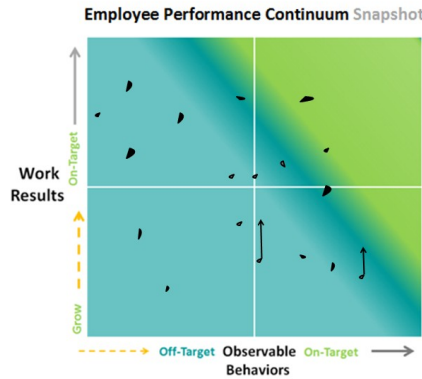 Employee Performance Continuum Snapshot
On-Target
Work
Results
Grow
Off-Target Observable On-Target
Behaviors